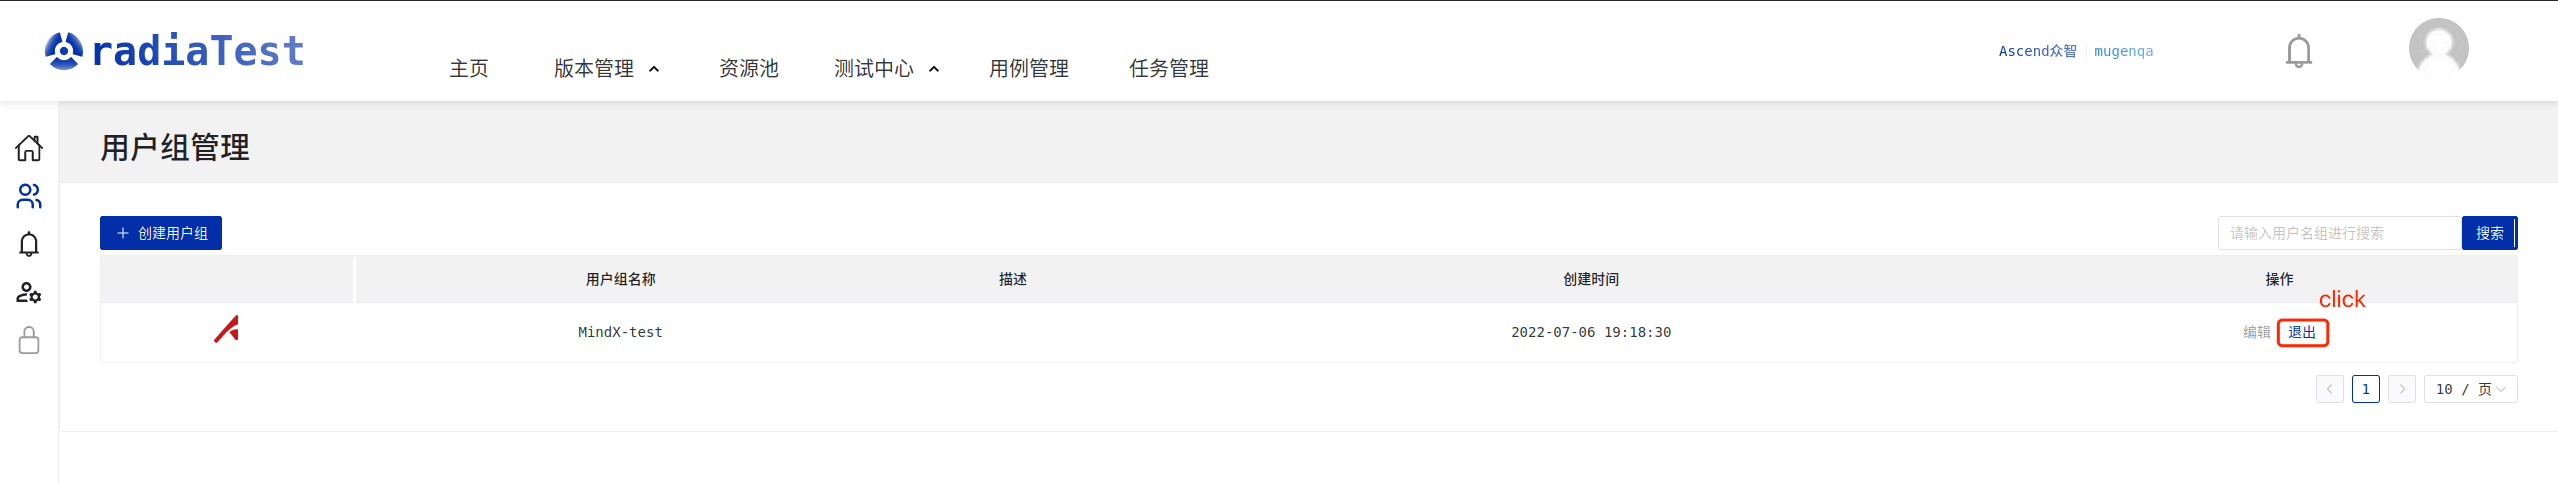 radiaTest
主页 版本管理 资源池 测试中心 用例管理 任务管理
Ascend众智 mugenqa
用户组管理
+ 创建用户组
请输入用户名组进行搜索 搜索
用户组名称 描述 创建时间 操作
click
MindX-test 2022-07-06 19:18:30 编辑 退出
1 10 / 页